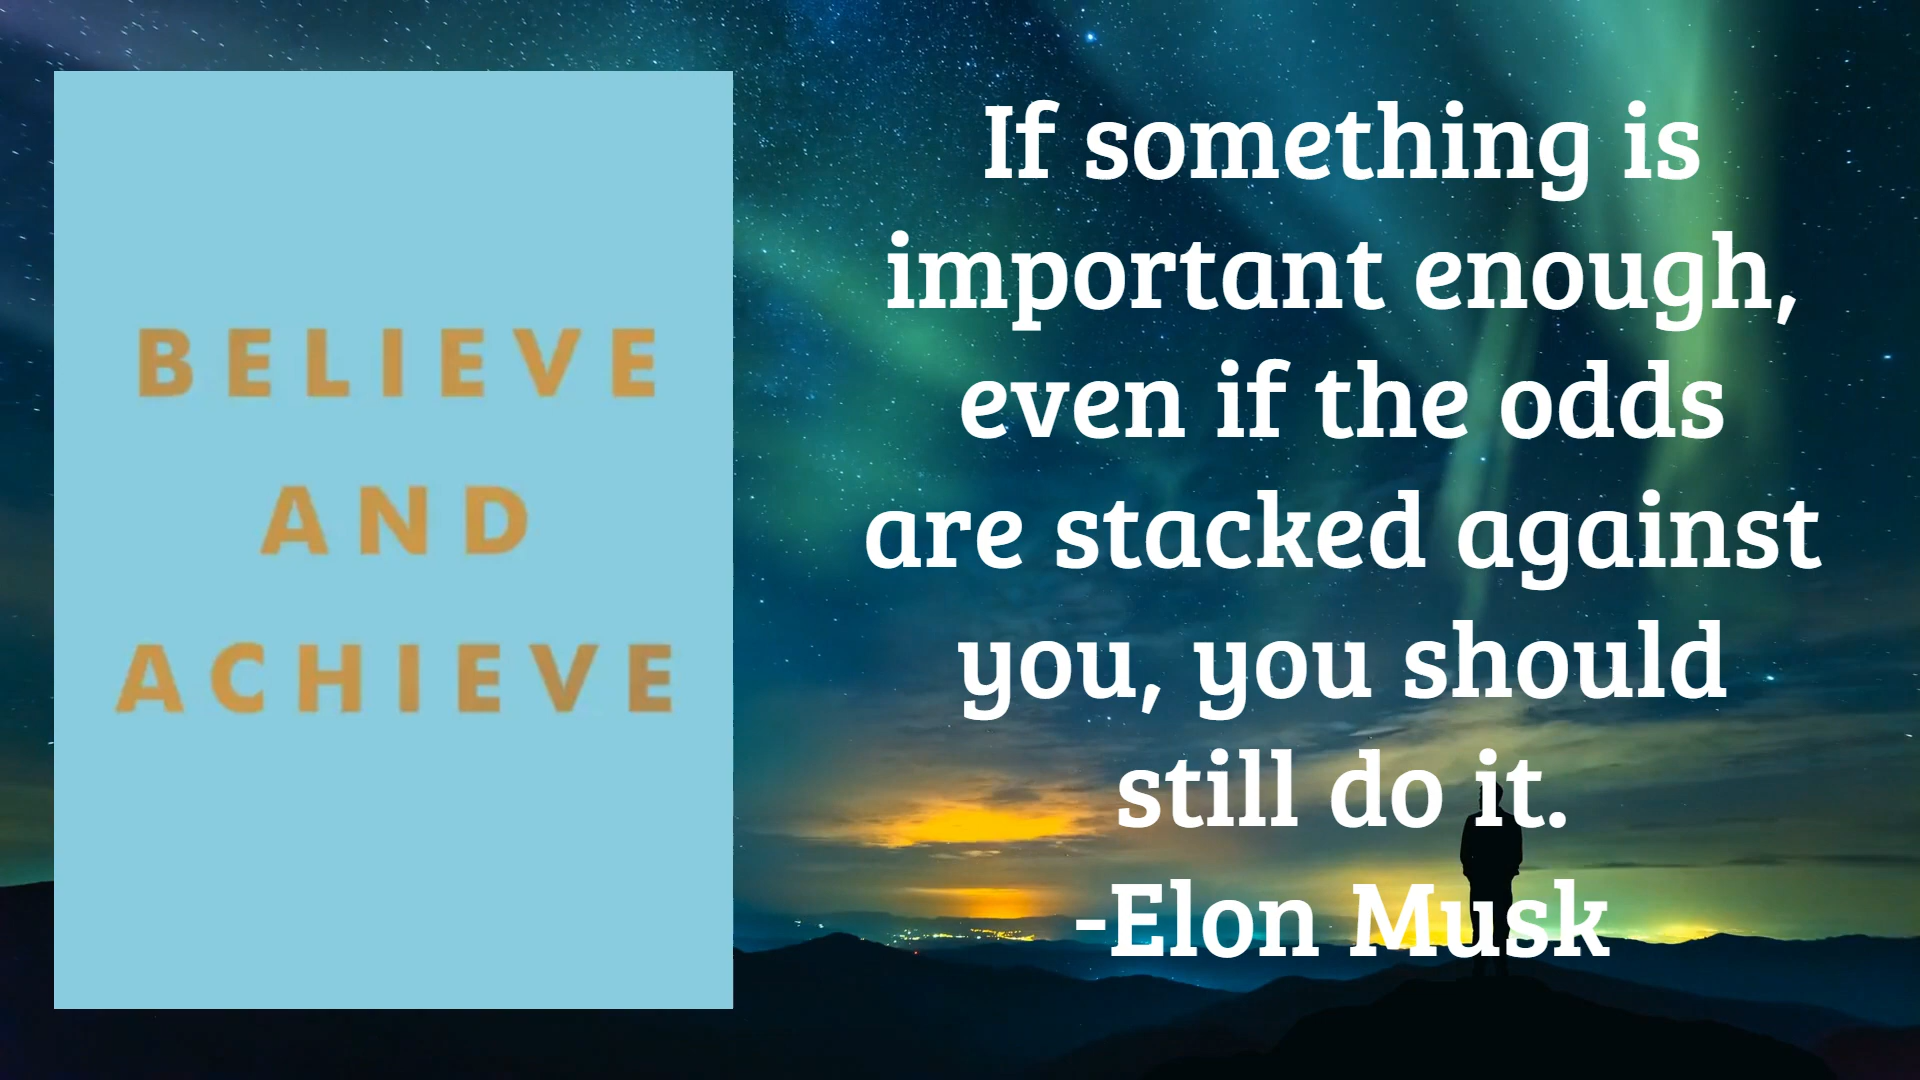 BELIEVE
AND
ACHIEVE
If something is
important enough,
even if the odds
are stacked against
you, you should
still do it.
-Elon Musk